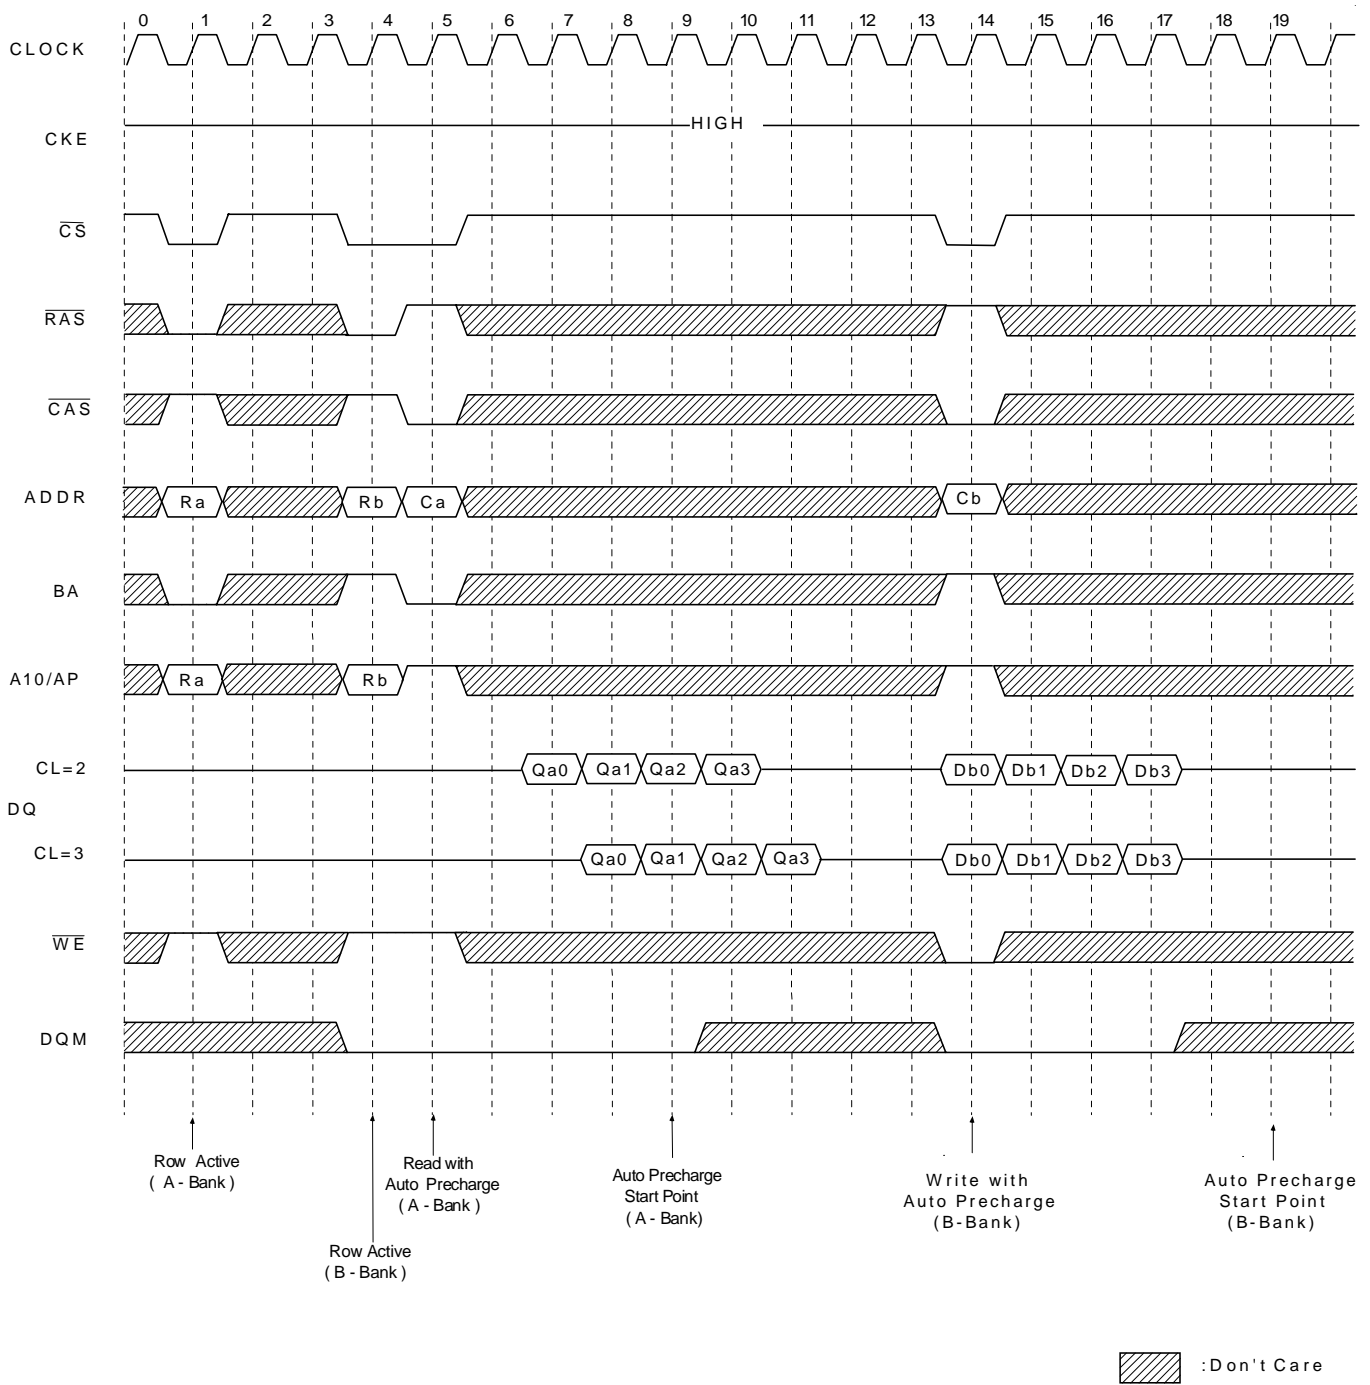 0 1 2 3 4 5 6 7 8 9 10 11 12 13 14 15 16 17 18 19
CLOCK
HIGH
CKE
CS
RAS
CAS
ADDR Ra Rb Ca Cb
BA
A10/AP Ra Rb
CL=2 Qa0 Qa1 Qa2 Qa3 Db0 Db1 Db2 Db3
DQ
CL=3 Qa0 Qa1 Qa2 Qa3 Db0 Db1 Db2 Db3
WE
DQM
Row Active
( A - Bank )
Row Active
( B - Bank )
Read with
Auto Precharge
( A - Bank )
Auto Precharge
Start Point
( A - Bank)
Write with
Auto Precharge
(B-Bank)
Auto Precharge
Start Point
(B-Bank)
:Don't Care